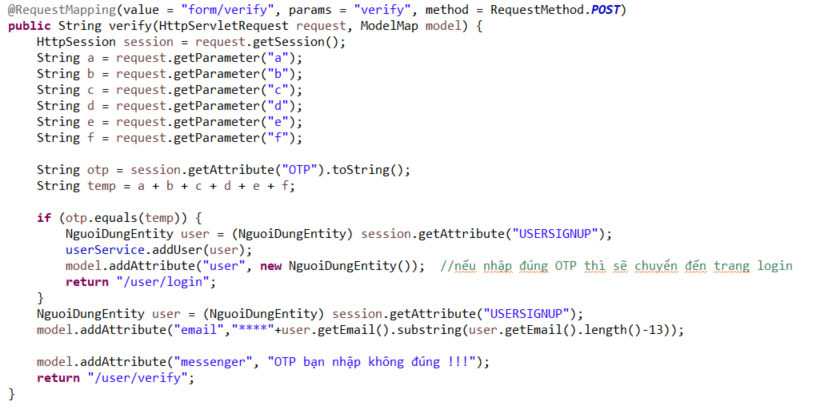 @RequestMapping(value = "form/verify", params = "verify", method = RequestMethod.POST)
public String verify(HttpServletRequest request, ModelMap model) {
    HttpSession session = request.getSession();
    String a = request.getParameter("a");
    String b = request.getParameter("b");
    String c = request.getParameter("c");
    String d = request.getParameter("d");
    String e = request.getParameter("e");
    String f = request.getParameter("f");

    String otp = session.getAttribute("OTP").toString();
    String temp = a + b + c + d + e + f;

    if (otp.equals(temp)) {
        NguoiDungEntity user = (NguoiDungEntity) session.getAttribute("USERSIGNUP");
        userService.addUser(user);
        model.addAttribute("user", new NguoiDungEntity());  //nếu nhập đúng OTP thì sẽ chuyển đến trang login
        return "/user/login";
    }
    NguoiDungEntity user = (NguoiDungEntity) session.getAttribute("USERSIGNUP");
    model.addAttribute("email","****"+user.getEmail().substring(user.getEmail().length()-13));

    model.addAttribute("messenger", "OTP bạn nhập không đúng !!!");
    return "/user/verify";
}